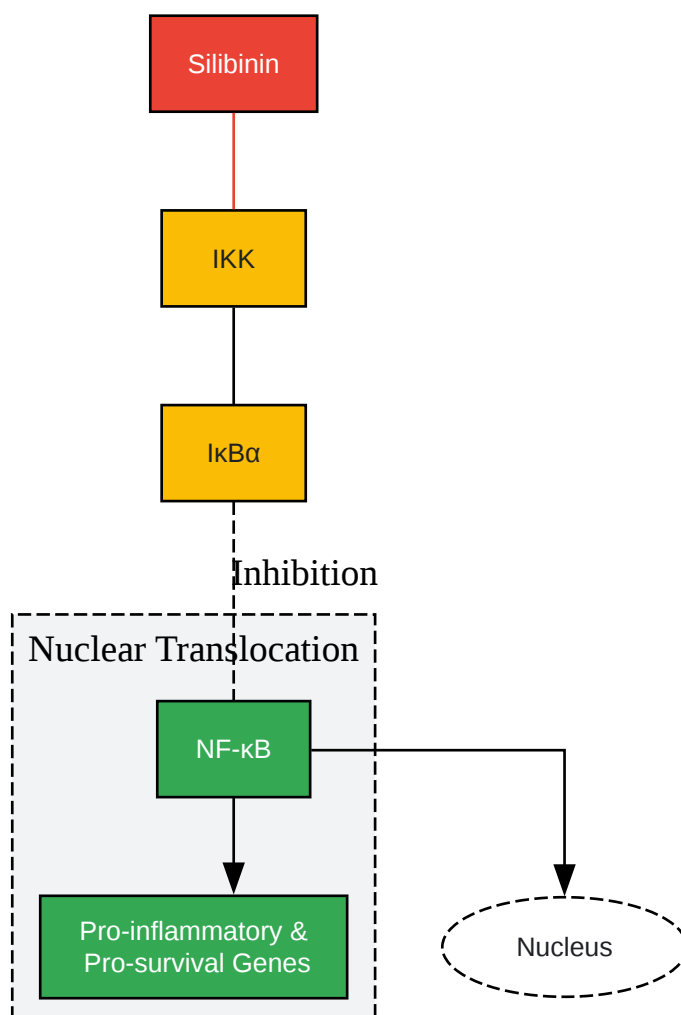 Silibinin
IKK
IκBα
Inhibition
Nuclear Translocation
NF-κB
Pro-inflammatory &
Pro-survival Genes
Nucleus